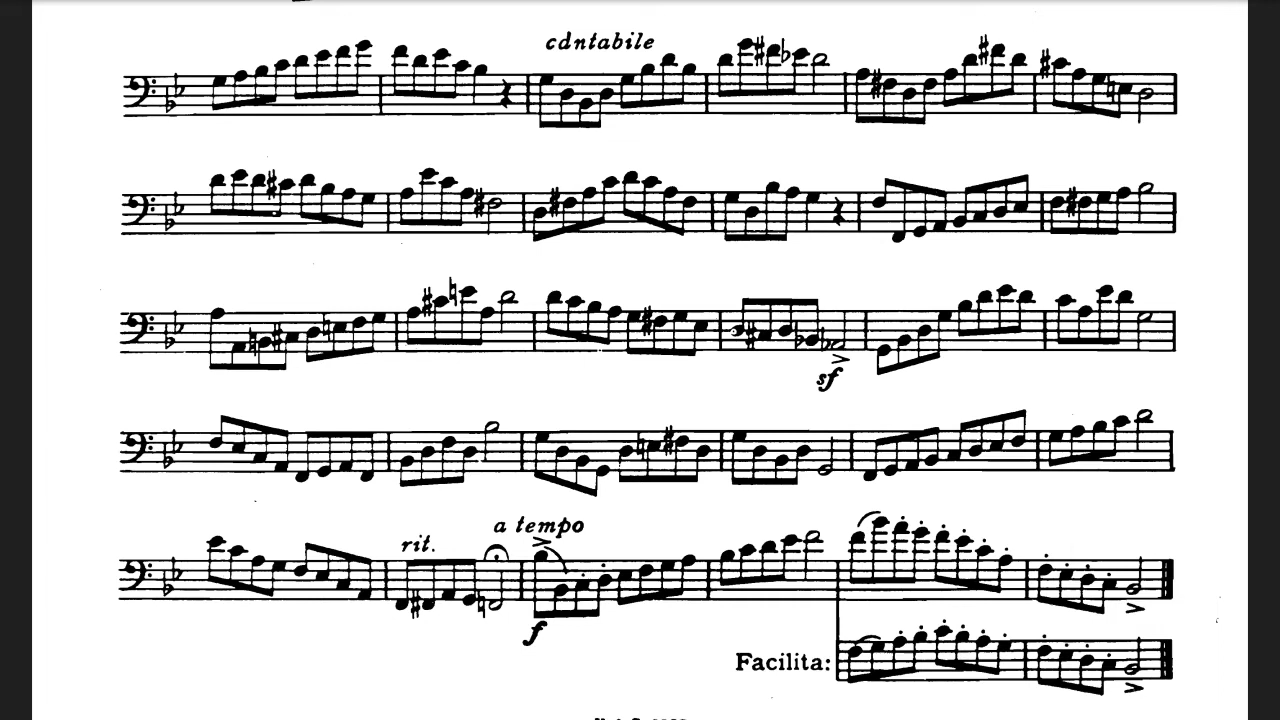 cdntabile
sf
a tempo
rit.
f
Facilita: